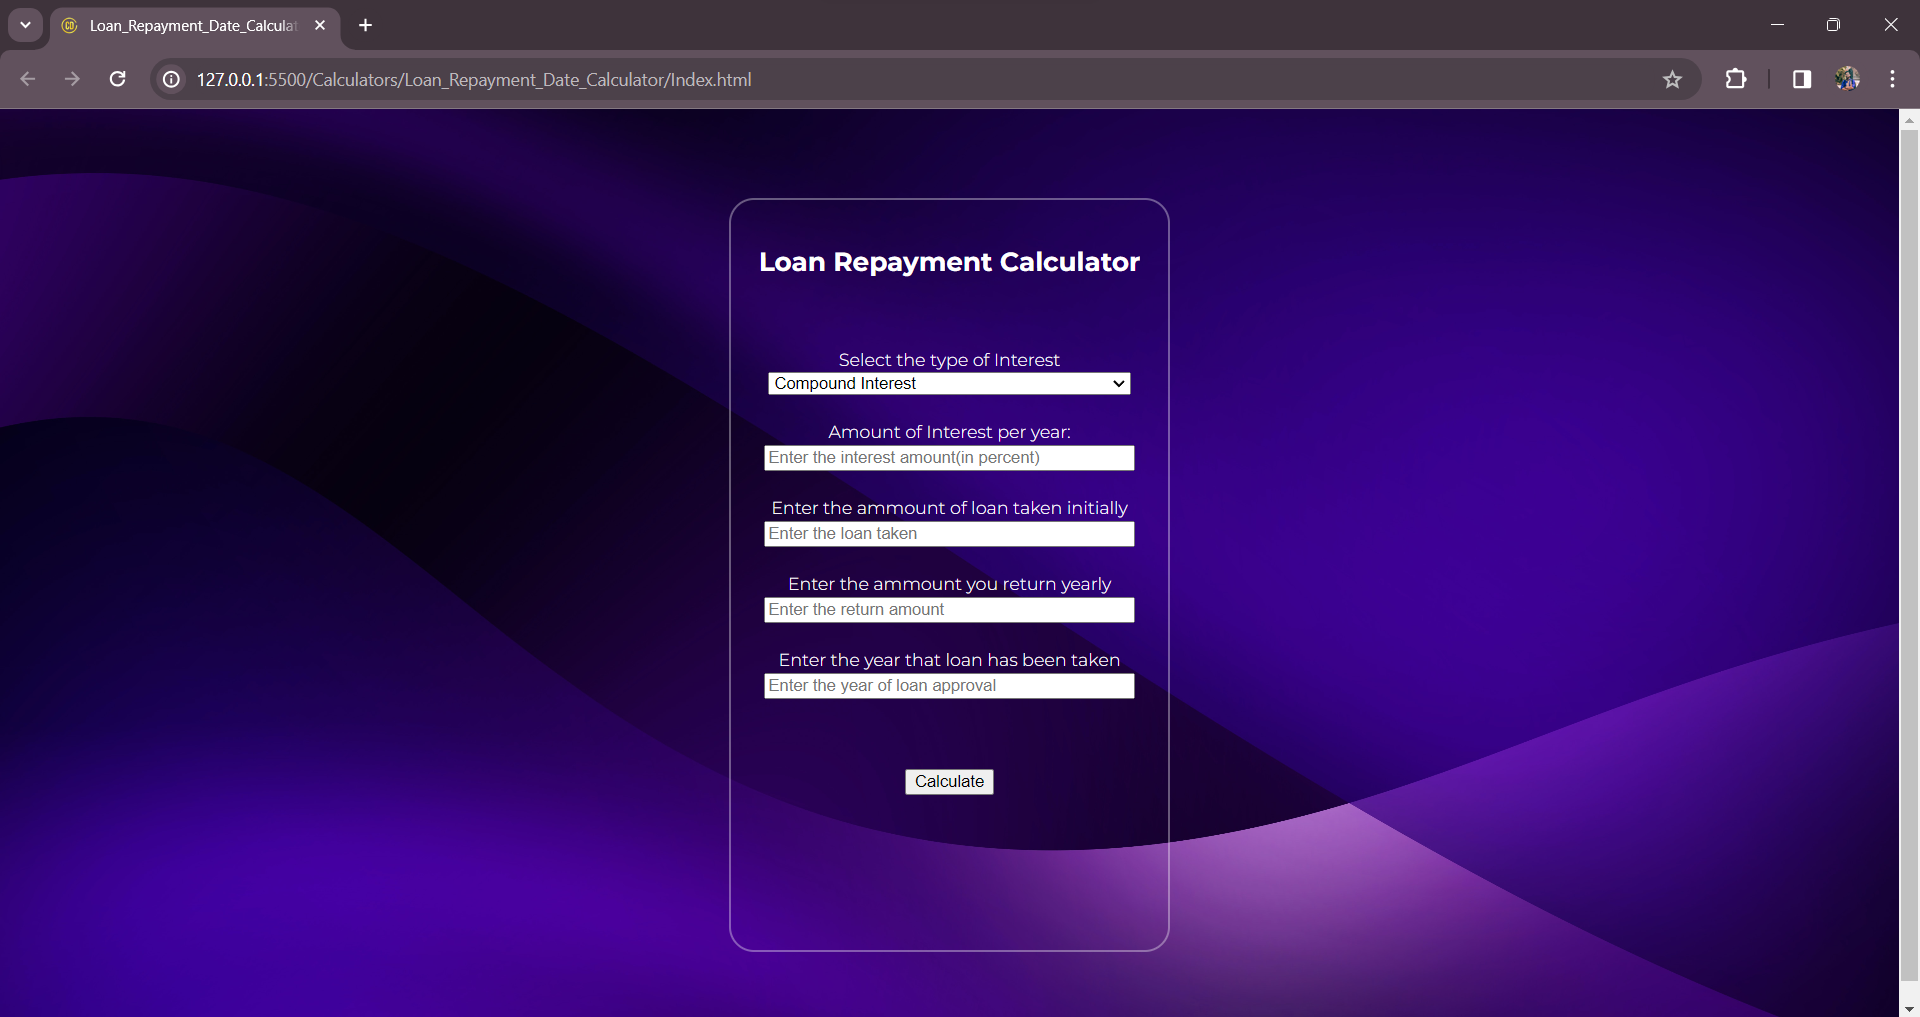 Loan_Repayment_Date_Calculat
127.0.0.1:5500/Calculators/Loan_Repayment_Date_Calculator/Index.html
Loan Repayment Calculator
Select the type of Interest
Compound Interest
Amount of Interest per year:
Enter the interest amount(in percent)
Enter the ammount of loan taken initially
Enter the loan taken
Enter the ammount you return yearly
Enter the return amount
Enter the year that loan has been taken
Enter the year of loan approval
Calculate